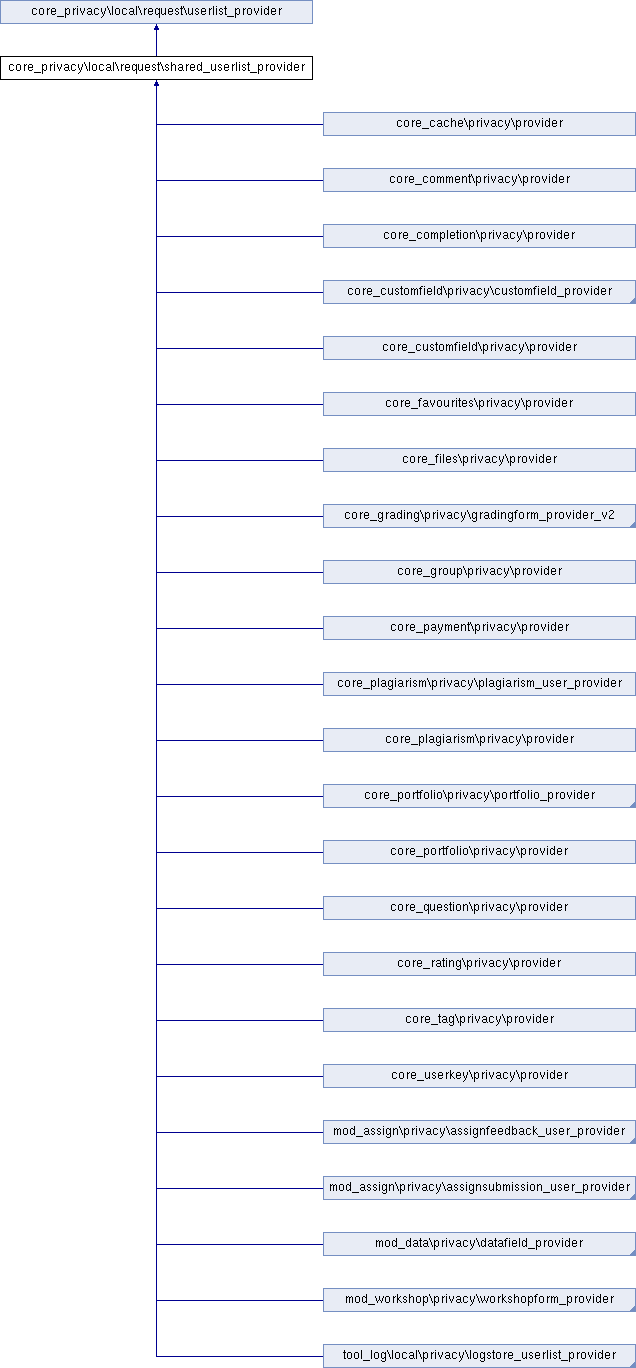 core_privacy\local\request\userlist_provider
core_privacy\local\request\shared_userlist_provider
core_cache\privacy\provider
core_comment\privacy\provider
core_completion\privacy\provider
core_customfield\privacy\customfield_provider
core_customfield\privacy\provider
core_favourites\privacy\provider
core_files\privacy\provider
core_grading\privacy\gradingform_provider_v2
core_group\privacy\provider
core_payment\privacy\provider
core_plagiarism\privacy\plagiarism_user_provider
core_plagiarism\privacy\provider
core_portfolio\privacy\portfolio_provider
core_portfolio\privacy\provider
core_question\privacy\provider
core_rating\privacy\provider
core_tag\privacy\provider
core_userkey\privacy\provider
mod_assign\privacy\assignfeedback_user_provider
mod_assign\privacy\assignsubmission_user_provider
mod_data\privacy\datafield_provider
mod_workshop\privacy\workshopform_provider
tool_log\local\privacy\logstore_userlist_provider